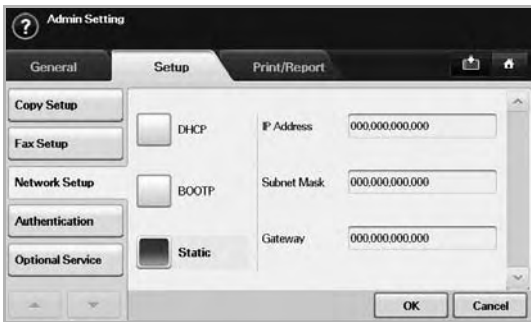 ? Admin Setting
General Setup Print/Report
Copy Setup
Fax Setup
Network Setup
Authentication
Optional Service
DHCP
BOOTP
Static
IP Address 000,000,000,000
Subnet Mask 000,000,000,000
Gateway 000,000,000,000
OK Cancel